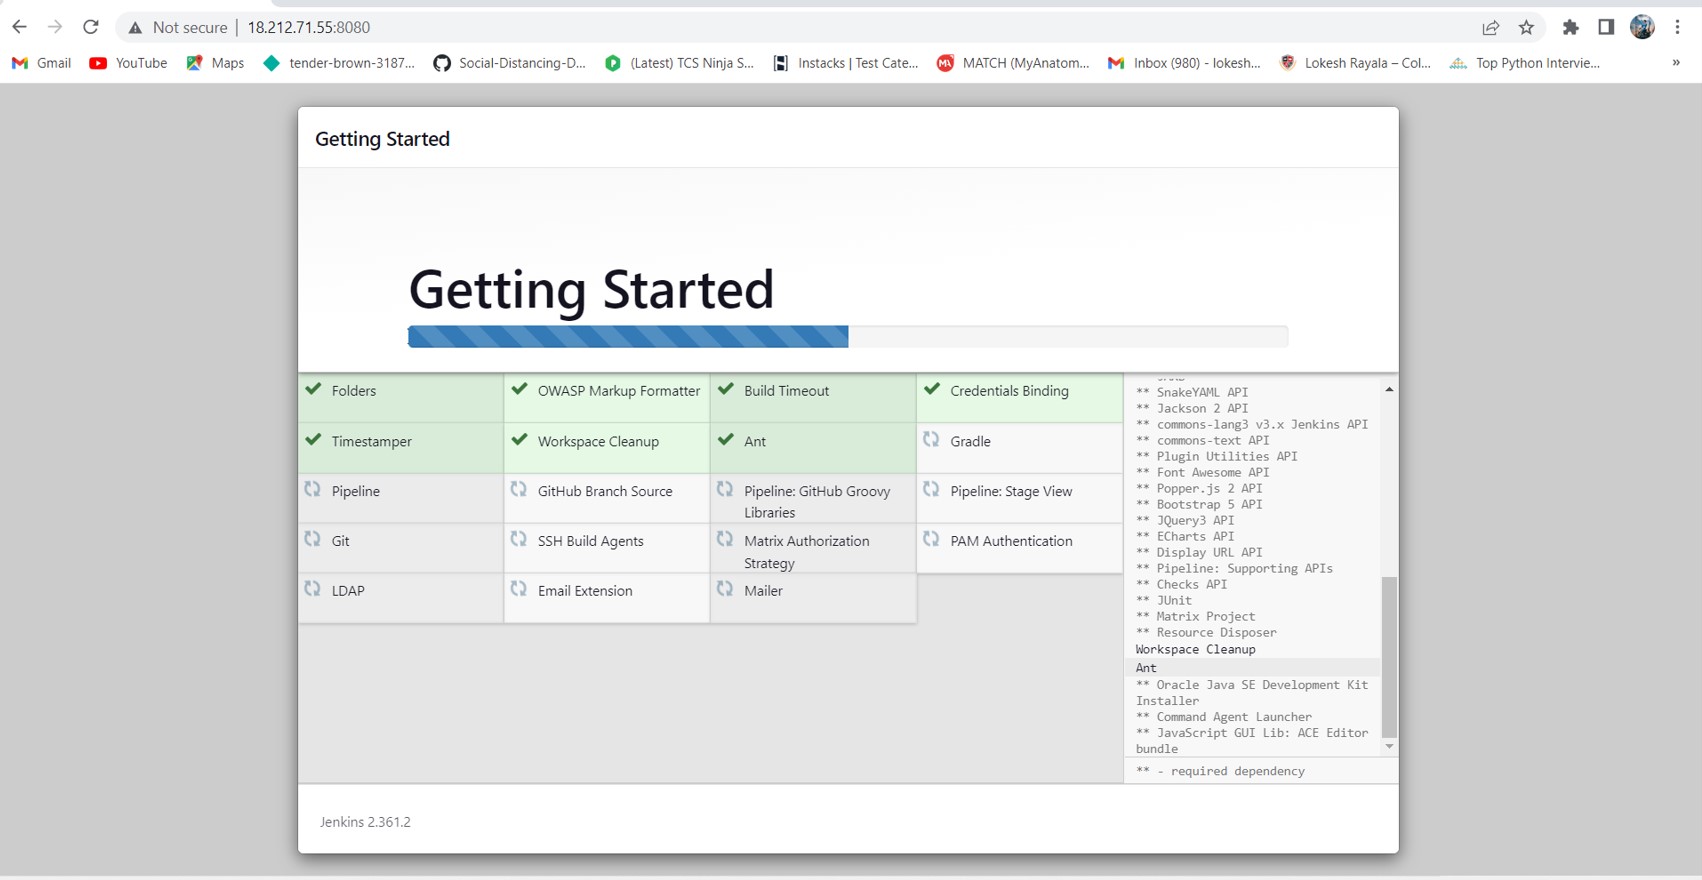 Not secure | 18.212.71.55:8080
Gmail
YouTube
Maps
tender-brown-3187...
Social-Distancing-D...
(Latest) TCS Ninja S...
Instacks | Test Cate...
MATCH (MyAnatom...
Inbox (980) - lokesh...
Lokesh Rayala – Col...
Top Python Intervie...
»
Getting Started
Getting Started
Folders
OWASP Markup Formatter
Build Timeout
Credentials Binding
Timestamper
Workspace Cleanup
Ant
Gradle
Pipeline
GitHub Branch Source
Pipeline: GitHub Groovy
Libraries
Pipeline: Stage View
Git
SSH Build Agents
Matrix Authorization
Strategy
PAM Authentication
LDAP
Email Extension
Mailer
** SnakeYAML API
** Jackson 2 API
** commons-lang3 v3.x Jenkins API
** commons-text API
** Plugin Utilities API
** Font Awesome API
** Popper.js 2 API
** Bootstrap 5 API
** JQuery3 API
** ECharts API
** Display URL API
** Pipeline: Supporting APIs
** Checks API
** JUnit
** Matrix Project
** Resource Disposer
Workspace Cleanup
Ant
** Oracle Java SE Development Kit
Installer
** Command Agent Launcher
** JavaScript GUI Lib: ACE Editor
bundle
** - required dependency
Jenkins 2.361.2